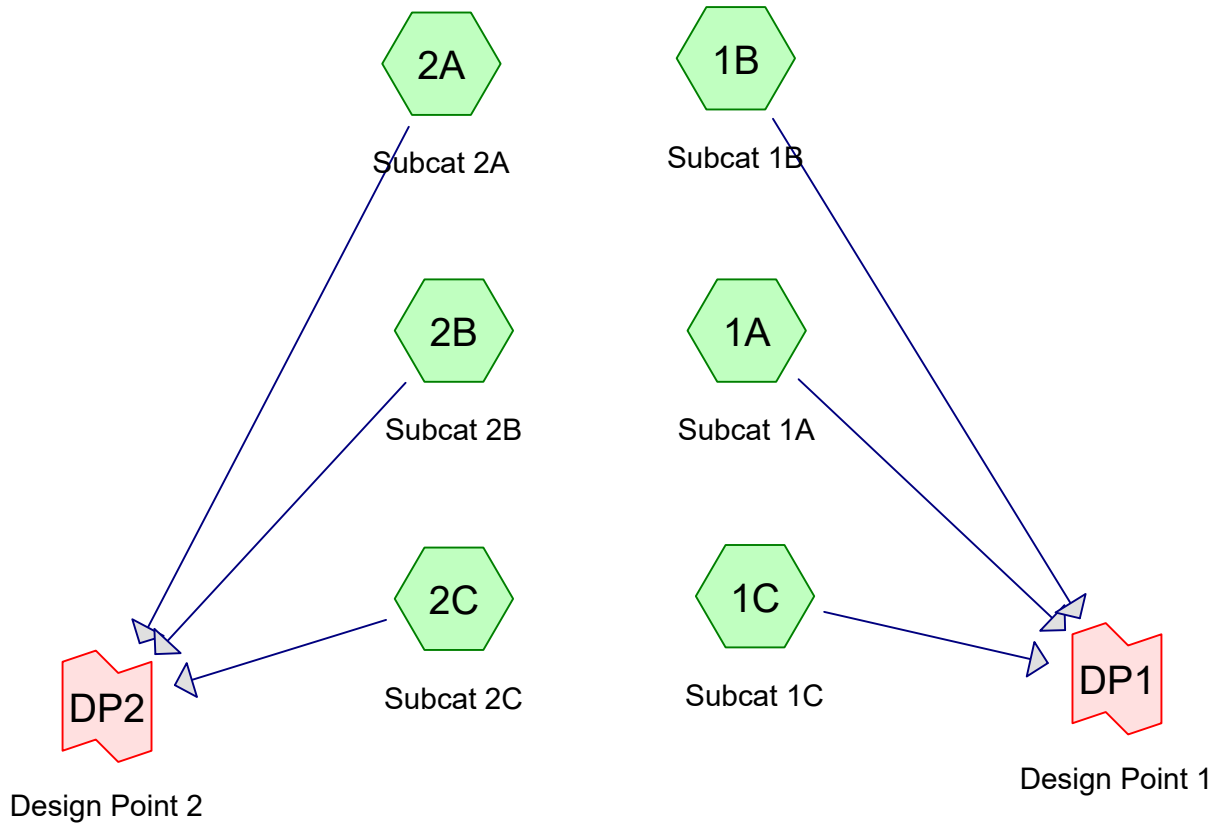 2A
1B
Subcat 2A
Subcat 1B
2B
1A
Subcat 2B
Subcat 1A
2C
1C
Subcat 2C
Subcat 1C
DP2
DP1
Design Point 2
Design Point 1